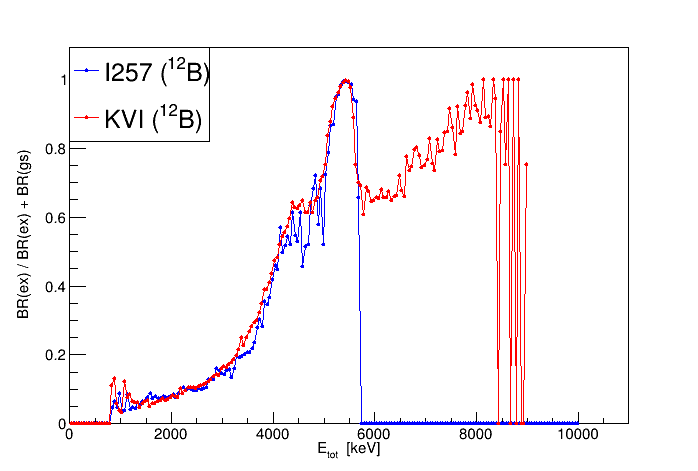 I257 (¹²B)
KVI (¹²B)
BR(ex) / BR(ex) + BR(gs)
1
0.8
0.6
0.4
0.2
0
0 2000 4000 6000 8000 10000
E_tot [keV]